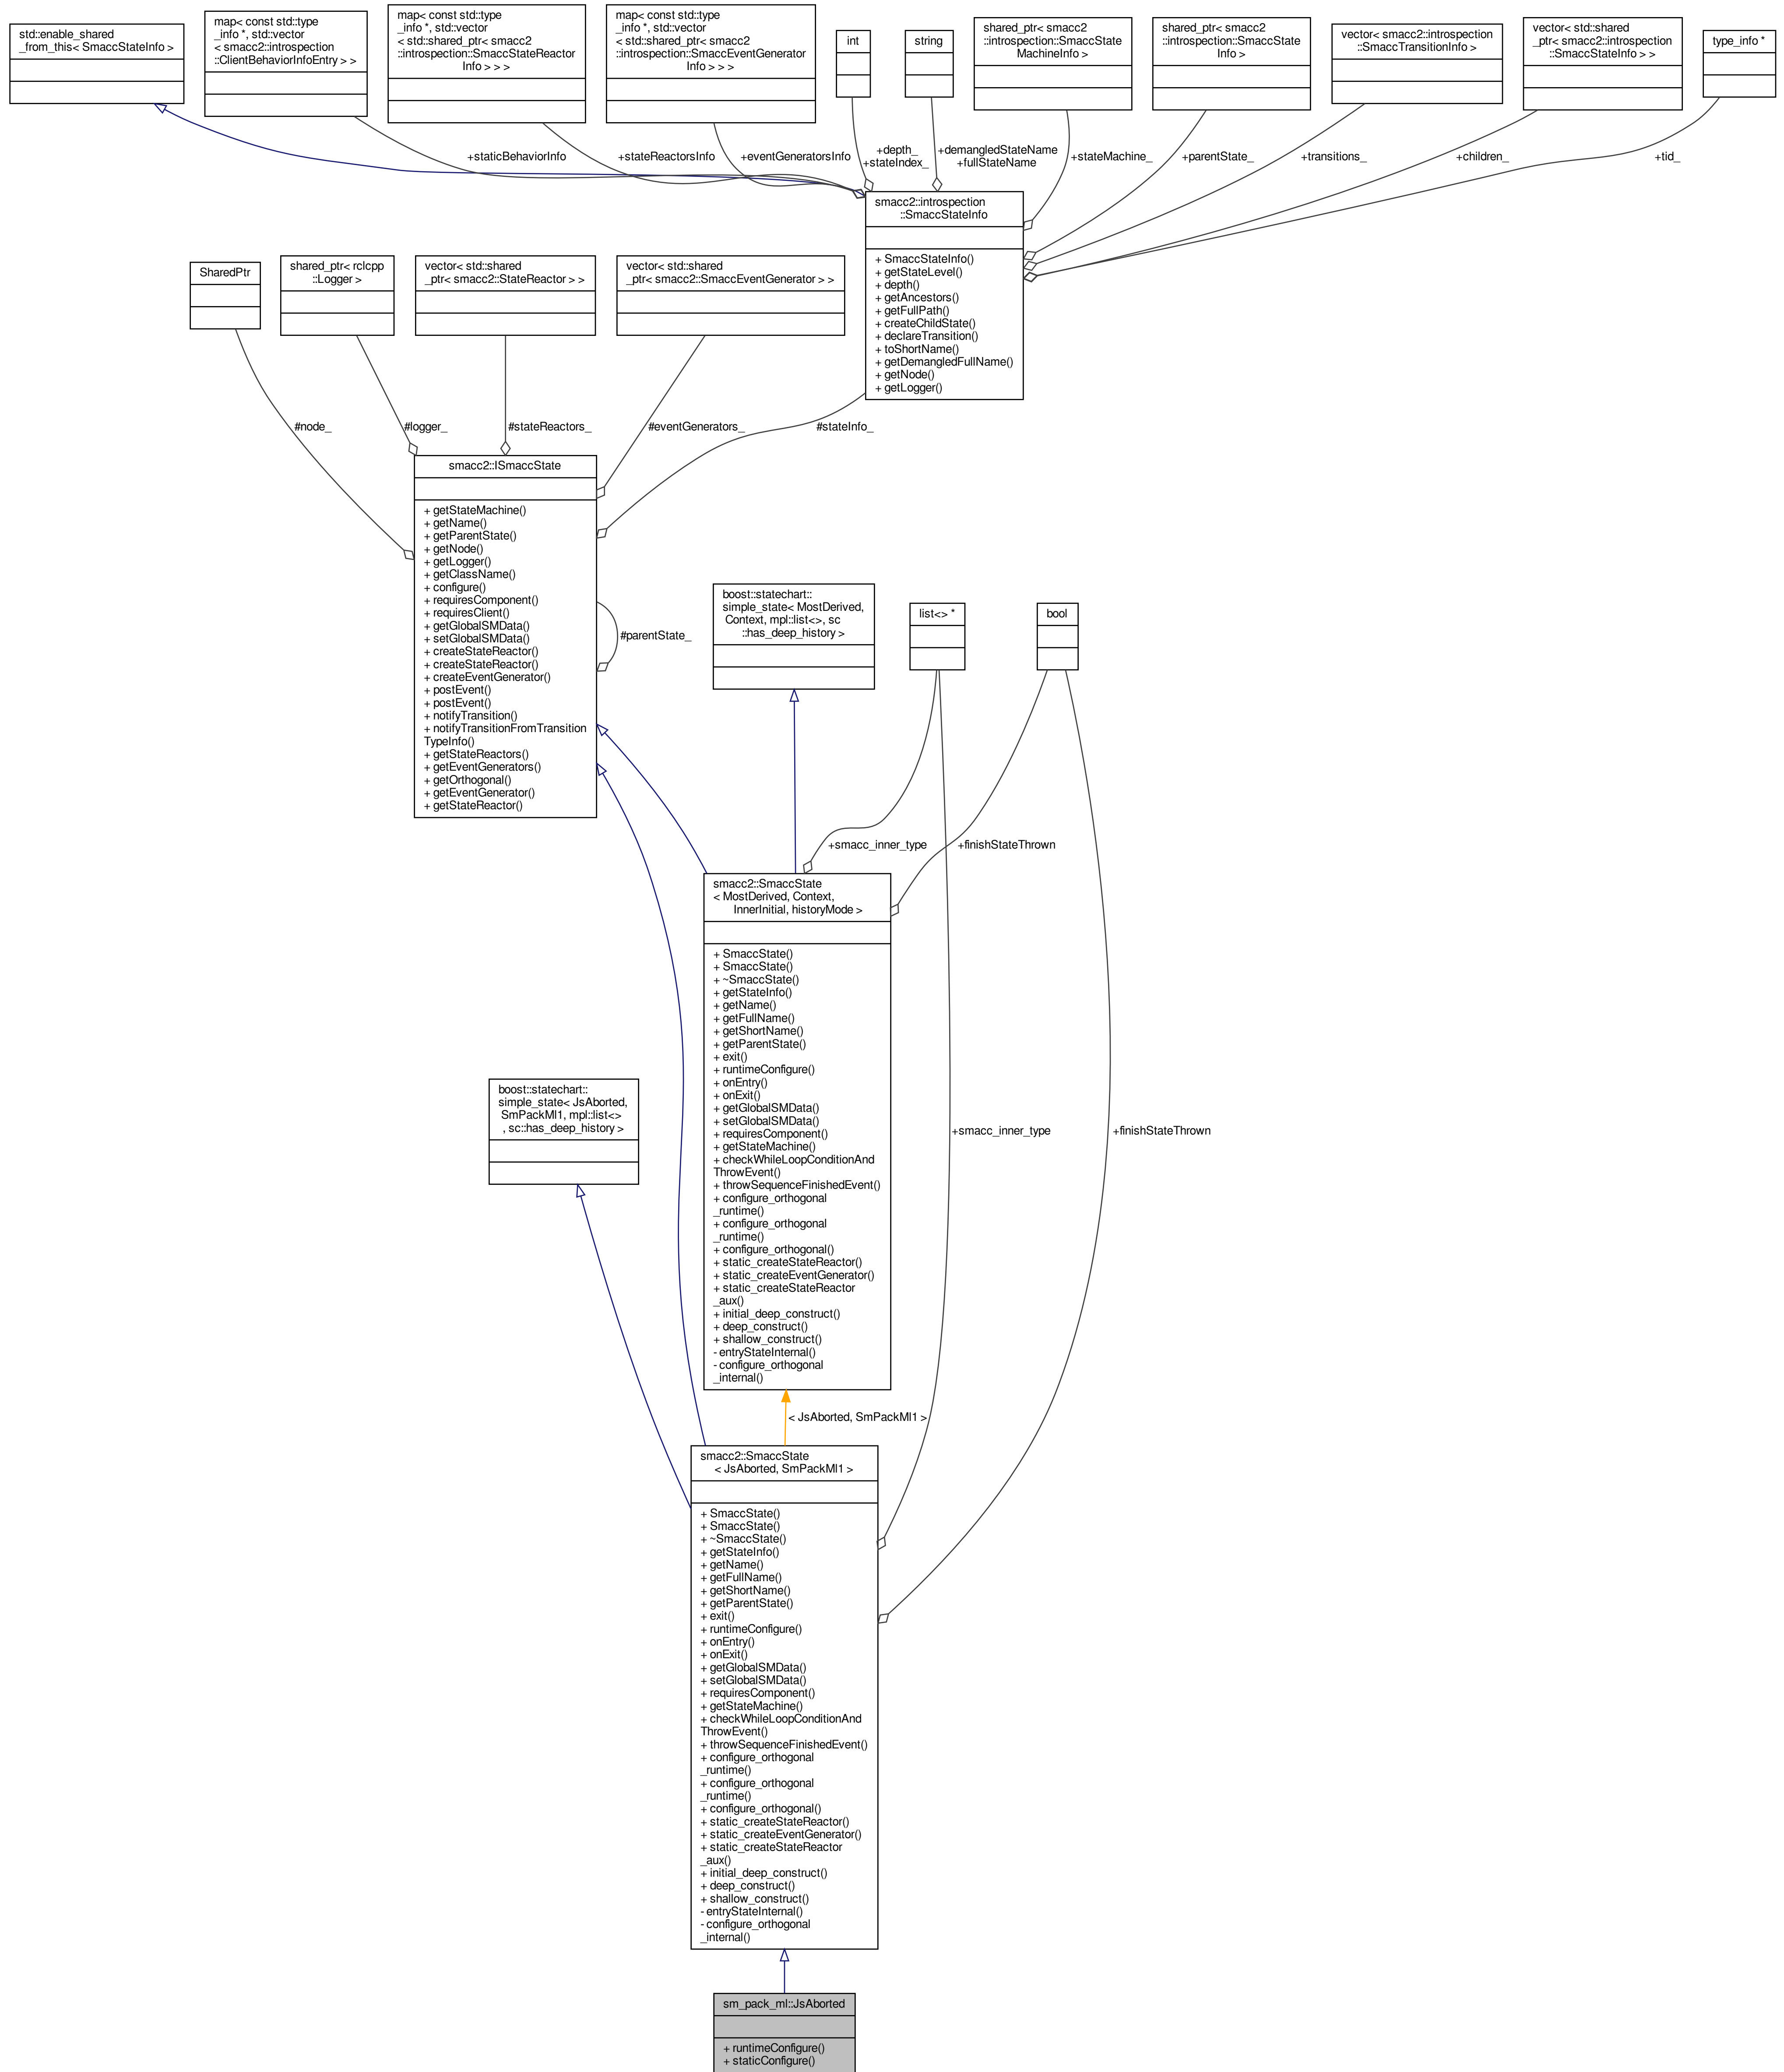 std::enable_shared
_from_this< SmaccStateInfo >
map< const std::type
_info *, std::vector
< smacc2::introspection
::ClientBehaviorInfoEntry > >
map< const std::type
_info *, std::vector
< std::shared_ptr< smacc2
::introspection::SmaccStateReactor
Info > > >
map< const std::type
_info *, std::vector
< std::shared_ptr< smacc2
::introspection::SmaccEventGenerator
Info > > >
int
string
shared_ptr< smacc2
::introspection::SmaccState
MachineInfo >
shared_ptr< smacc2
::introspection::SmaccState
Info >
vector< smacc2::introspection
::SmaccTransitionInfo >
vector< std::shared
_ptr< smacc2::introspection
::SmaccStateInfo > >
type_info *
+staticBehaviorInfo
+stateReactorsInfo
+eventGeneratorsInfo
+depth_
+stateIndex_
+demangledStateName
+fullStateName
+stateMachine_
+parentState_
+transitions_
+children_
+tid_
smacc2::introspection
::SmaccStateInfo
+ SmaccStateInfo()
+ getStateLevel()
+ depth()
+ getAncestors()
+ getFullPath()
+ createChildState()
+ declareTransition()
+ toShortName()
+ getDemangledFullName()
+ getNode()
+ getLogger()
SharedPtr
shared_ptr< rclcpp
::Logger >
vector< std::shared
_ptr< smacc2::StateReactor > >
vector< std::shared
_ptr< smacc2::SmaccEventGenerator > >
#node_
#logger_
#stateReactors_
#eventGenerators_
#stateInfo_
smacc2::ISmaccState
+ getStateMachine()
+ getName()
+ getParentState()
+ getNode()
+ getLogger()
+ getClassName()
+ configure()
+ requiresComponent()
+ requiresClient()
+ getGlobalSMData()
+ setGlobalSMData()
+ createStateReactor()
+ createStateReactor()
+ createEventGenerator()
+ postEvent()
+ postEvent()
+ notifyTransition()
+ notifyTransitionFromTransition
TypeInfo()
+ getStateReactors()
+ getEventGenerators()
+ getOrthogonal()
+ getEventGenerator()
+ getStateReactor()
#parentState_
boost::statechart::
simple_state< MostDerived,
Context, mpl::list<>, sc
::has_deep_history >
list<> *
bool
+smacc_inner_type
+finishStateThrown
smacc2::SmaccState
< MostDerived, Context,
InnerInitial, historyMode >
+ SmaccState()
+ SmaccState()
+ ~SmaccState()
+ getStateInfo()
+ getName()
+ getFullName()
+ getShortName()
+ getParentState()
+ exit()
+ runtimeConfigure()
+ onEntry()
+ onExit()
+ getGlobalSMData()
+ setGlobalSMData()
+ requiresComponent()
+ getStateMachine()
+ checkWhileLoopConditionAnd
ThrowEvent()
+ throwSequenceFinishedEvent()
+ configure_orthogonal
_runtime()
+ configure_orthogonal
_runtime()
+ configure_orthogonal()
+ static_createStateReactor()
+ static_createEventGenerator()
+ static_createStateReactor
_aux()
+ initial_deep_construct()
+ deep_construct()
+ shallow_construct()
- entryStateInternal()
- configure_orthogonal
_internal()
boost::statechart::
simple_state< JsAborted,
SmPackMl1, mpl::list<>
, sc::has_deep_history >
+smacc_inner_type
+finishStateThrown
< JsAborted, SmPackMl1 >
smacc2::SmaccState
< JsAborted, SmPackMl1 >
+ SmaccState()
+ SmaccState()
+ ~SmaccState()
+ getStateInfo()
+ getName()
+ getFullName()
+ getShortName()
+ getParentState()
+ exit()
+ runtimeConfigure()
+ onEntry()
+ onExit()
+ getGlobalSMData()
+ setGlobalSMData()
+ requiresComponent()
+ getStateMachine()
+ checkWhileLoopConditionAnd
ThrowEvent()
+ throwSequenceFinishedEvent()
+ configure_orthogonal
_runtime()
+ configure_orthogonal
_runtime()
+ configure_orthogonal()
+ static_createStateReactor()
+ static_createEventGenerator()
+ static_createStateReactor
_aux()
+ initial_deep_construct()
+ deep_construct()
+ shallow_construct()
- entryStateInternal()
- configure_orthogonal
_internal()
sm_pack_ml::JsAborted
+ runtimeConfigure()
+ staticConfigure()